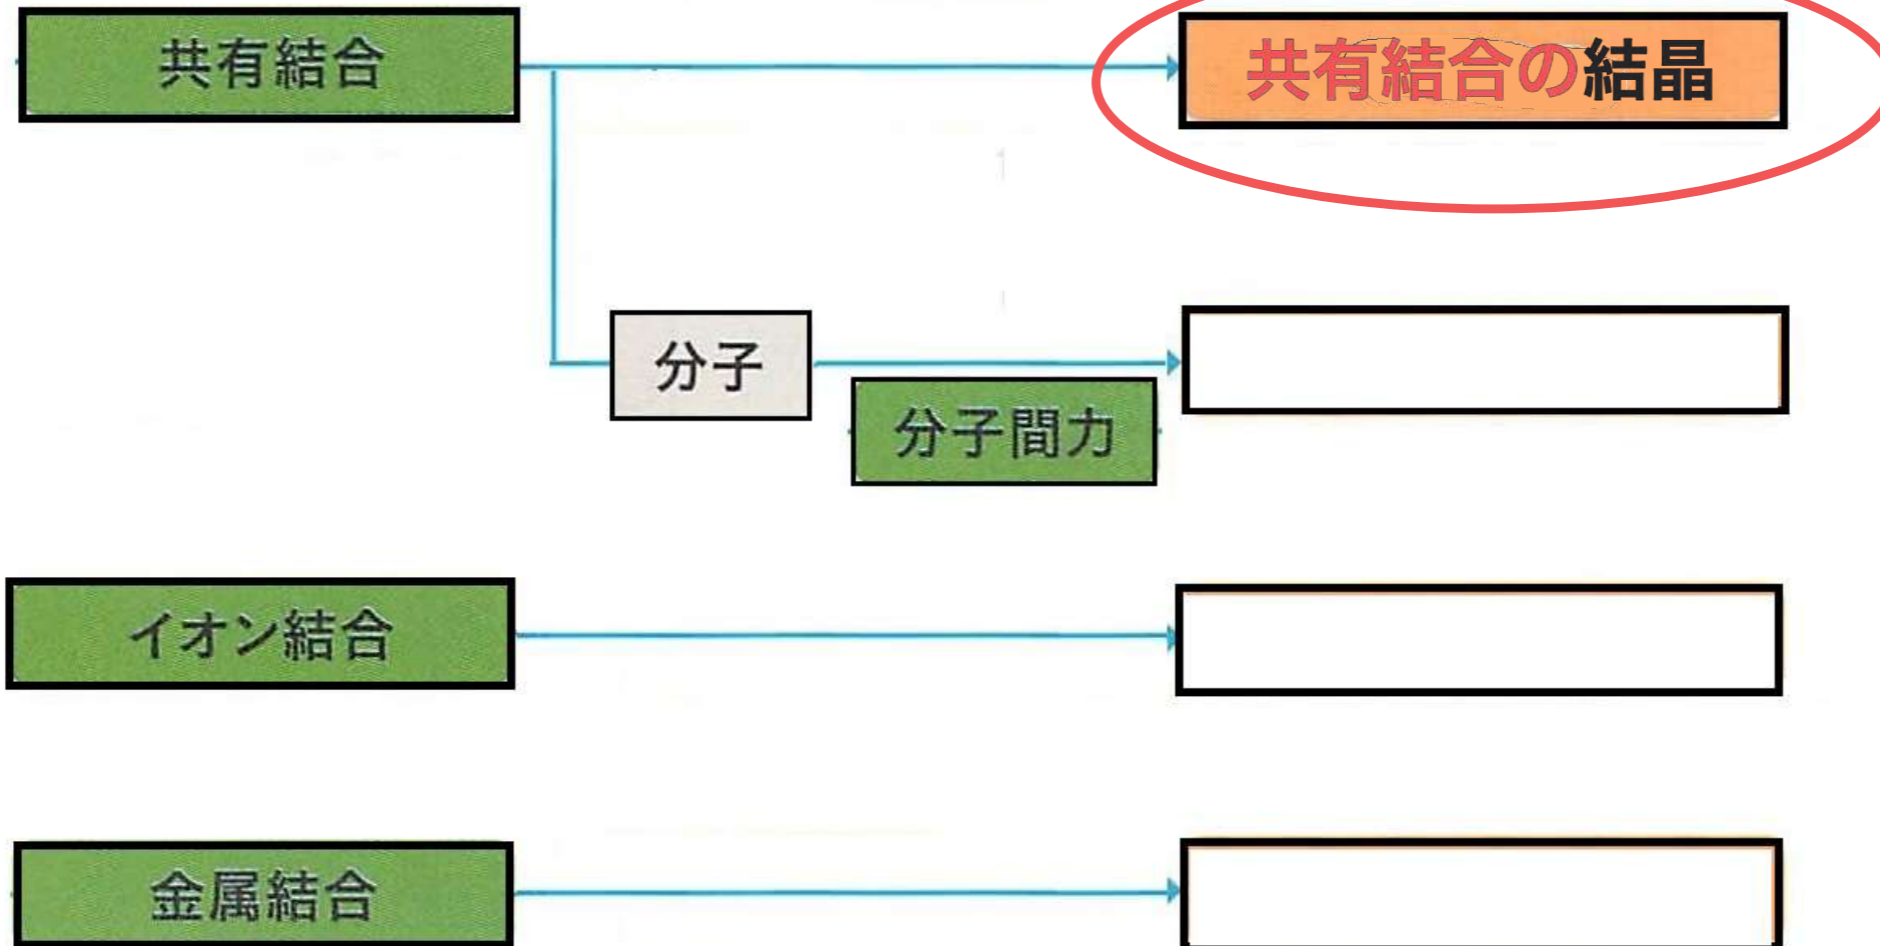 共有結合
共有結合の結晶
分子
分子間力
イオン結合
金属結合